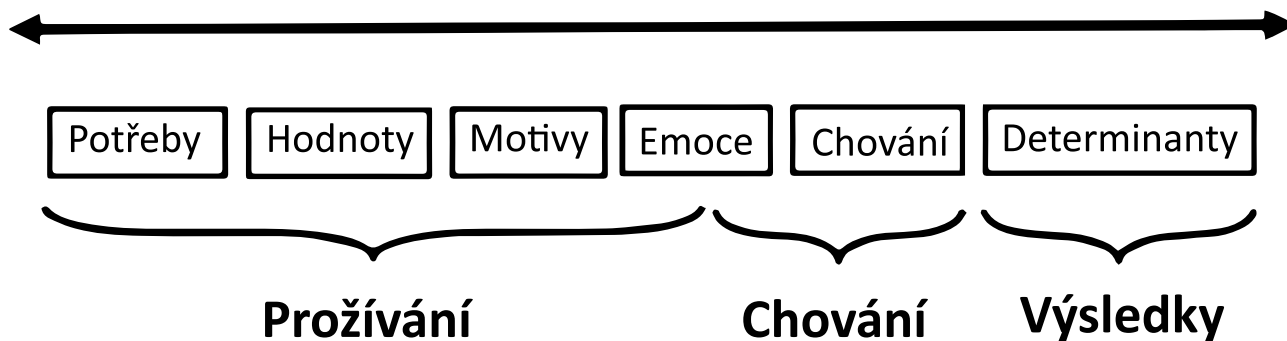 Potřeby Hodnoty Motivy Emoce Chování Determinanty
Prožívání Chování Výsledky